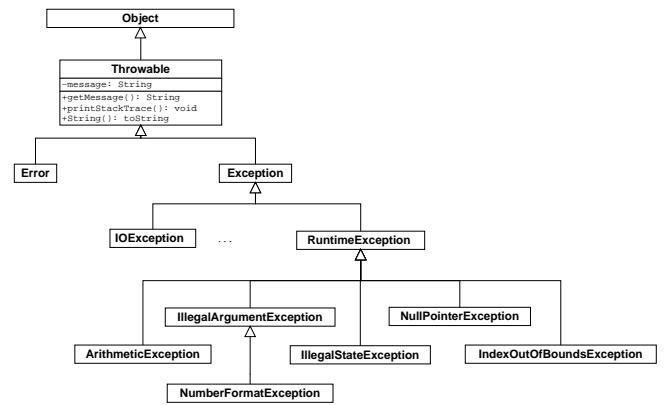 Object
Throwable
-message: String
+getMessage(): String
+printStackTrace(): void
+String(): toString
Error
Exception
IOException
...
RuntimeException
IllegalArgumentException
NullPointerException
ArithmeticException
IllegalStateException
IndexOutOfBoundsException
NumberFormatException